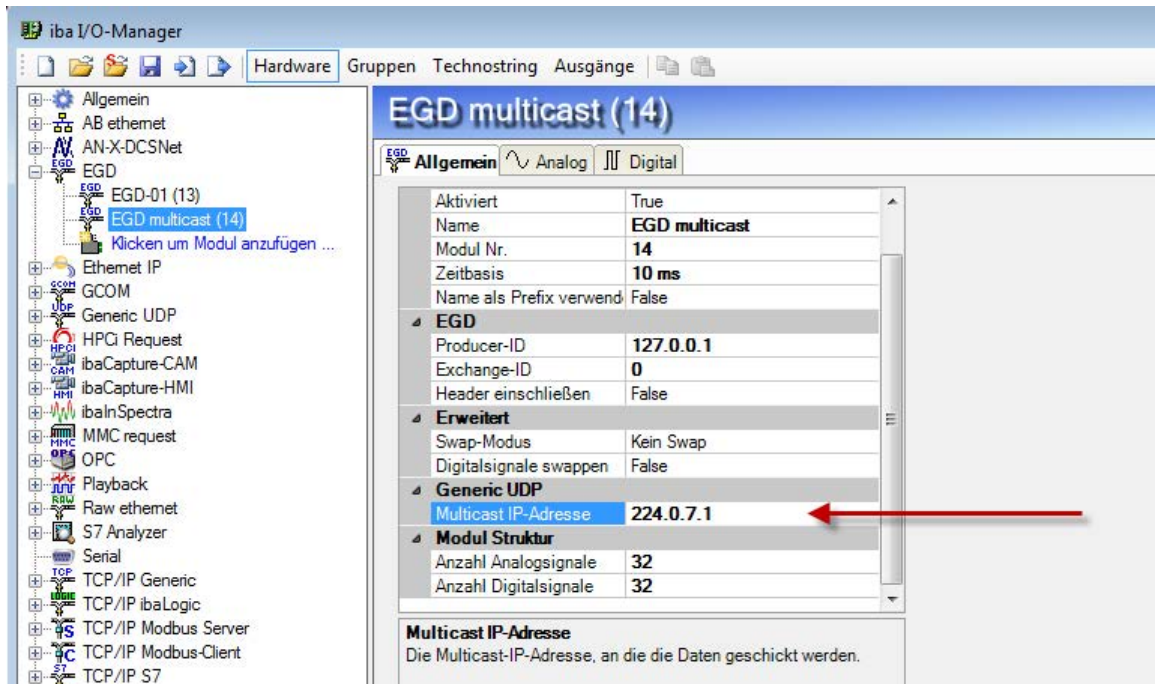 iba I/O-Manager
Hardware Gruppen Technostring Ausgänge
Allgemein
AB ethernet
AN-X-DCSNet
EGD
EGD-01 (13)
EGD multicast (14)
Klicken um Modul anzufügen ...
Ethernet IP
GCOM
Generic UDP
HPCi Request
ibaCapture-CAM
ibaCapture-HMI
ibaInSpectra
MMC request
OPC
Playback
Raw ethernet
S7 Analyzer
Serial
TCP/IP Generic
TCP/IP ibaLogic
TCP/IP Modbus Server
TCP/IP Modbus-Client
TCP/IP S7
EGD multicast (14)
Allgemein Analog Digital
Aktiviert True
Name EGD multicast
Modul Nr. 14
Zeitbasis 10 ms
Name als Prefix verwend False
EGD
Producer-ID 127.0.0.1
Exchange-ID 0
Header einschließen False
Erweitert
Swap-Modus Kein Swap
Digitalsignale swappen False
Generic UDP
Multicast IP-Adresse 224.0.7.1
Modul Struktur
Anzahl Analogsignale 32
Anzahl Digitalsignale 32
Multicast IP-Adresse
Die Multicast-IP-Adresse, an die die Daten geschickt werden.